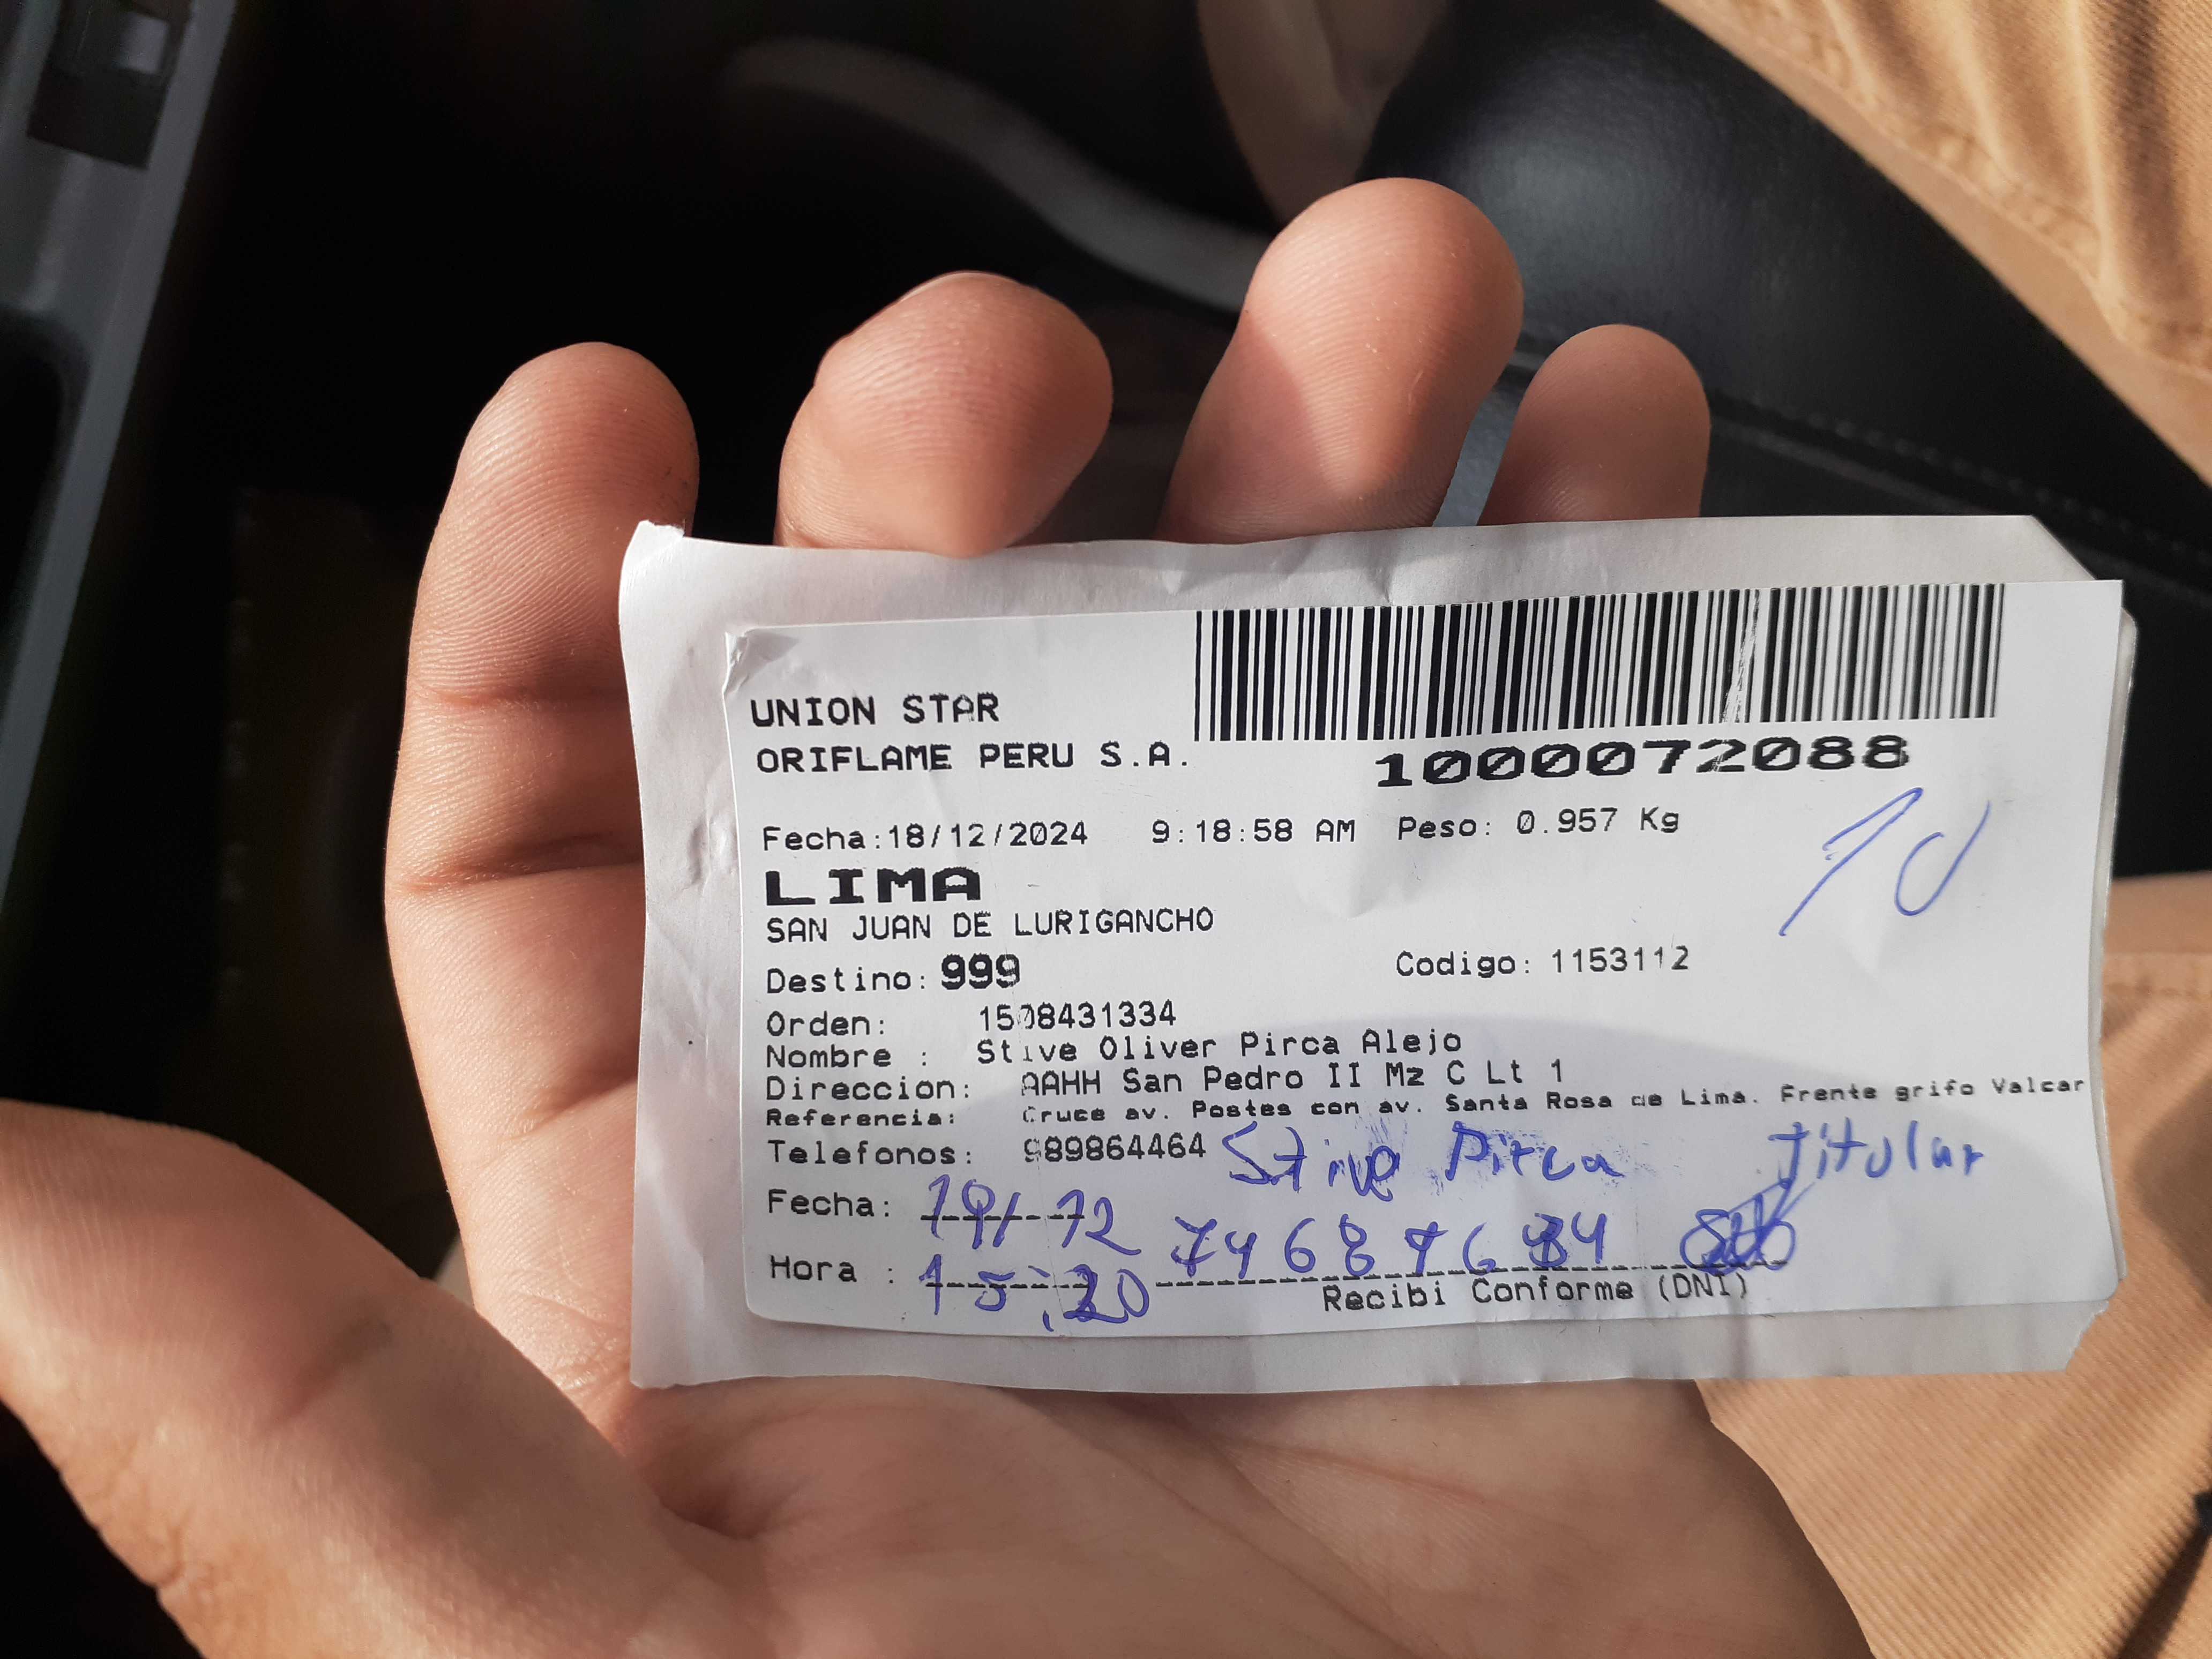 UNION STAR
ORIFLAME PERU S.A.
1000072088
Fecha:18/12/2024 9:18:58 AM Peso: 0.957 Kg
LIMA
SAN JUAN DE LURIGANCHO
Destino: 999 Codigo: 1153112
Orden: 1508431334
Nombre : Stive Oliver Pirca Alejo
Direccion: AAHH San Pedro II Mz C Lt 1
Referencia: Cruce av. Postes con av. Santa Rosa de Lima. Frente grifo Valcar
Telefonos: 989864464 Stive Pirca Titular
Fecha: 19/12
Hora : 15:20
Recibi Conforme (DNI)